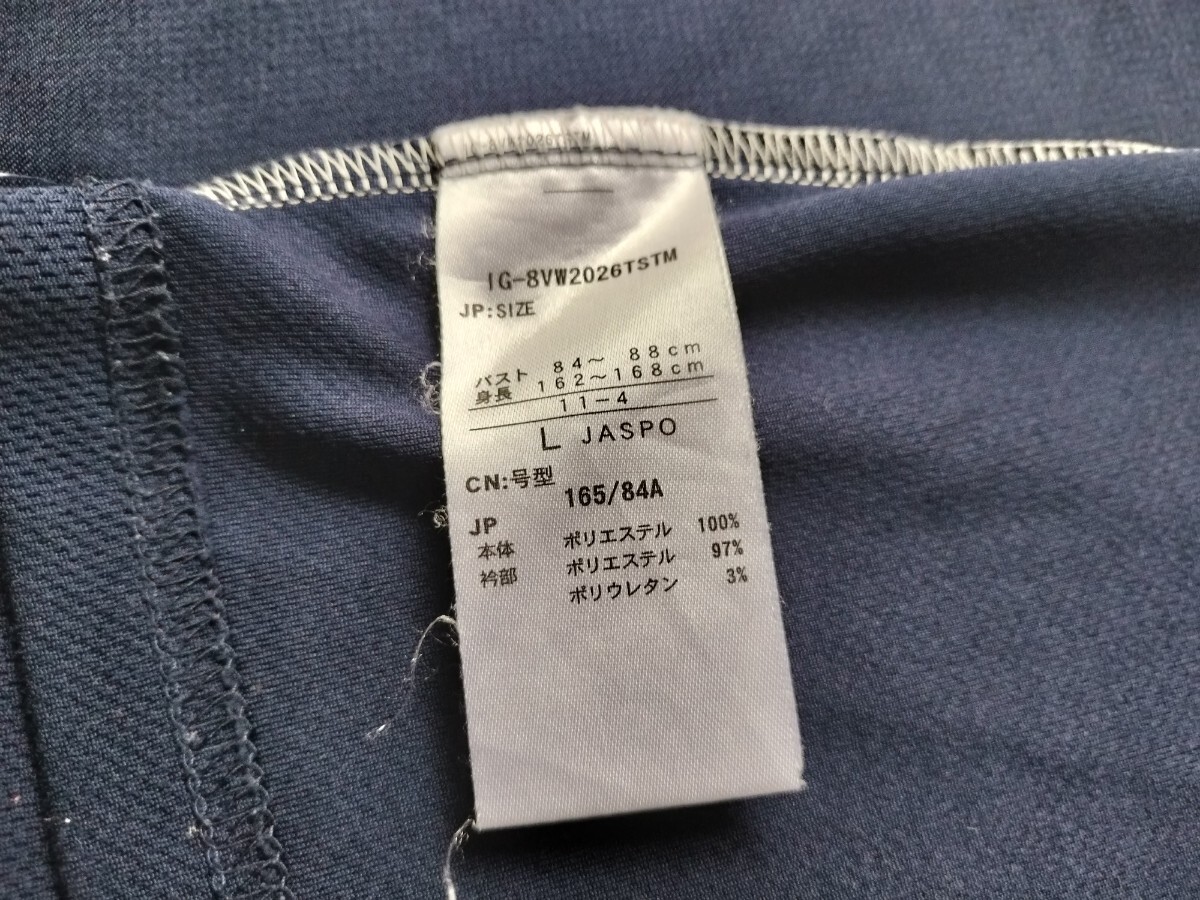 IG-8VW2026TSTM
JP:SIZE
バスト 84～ 88cm
身長 162～168cm
11-4
L JASPO
CN:号型 165/84A
JP
本体 ポリエステル 100%
衿部 ポリエステル 97%
ポリウレタン 3%